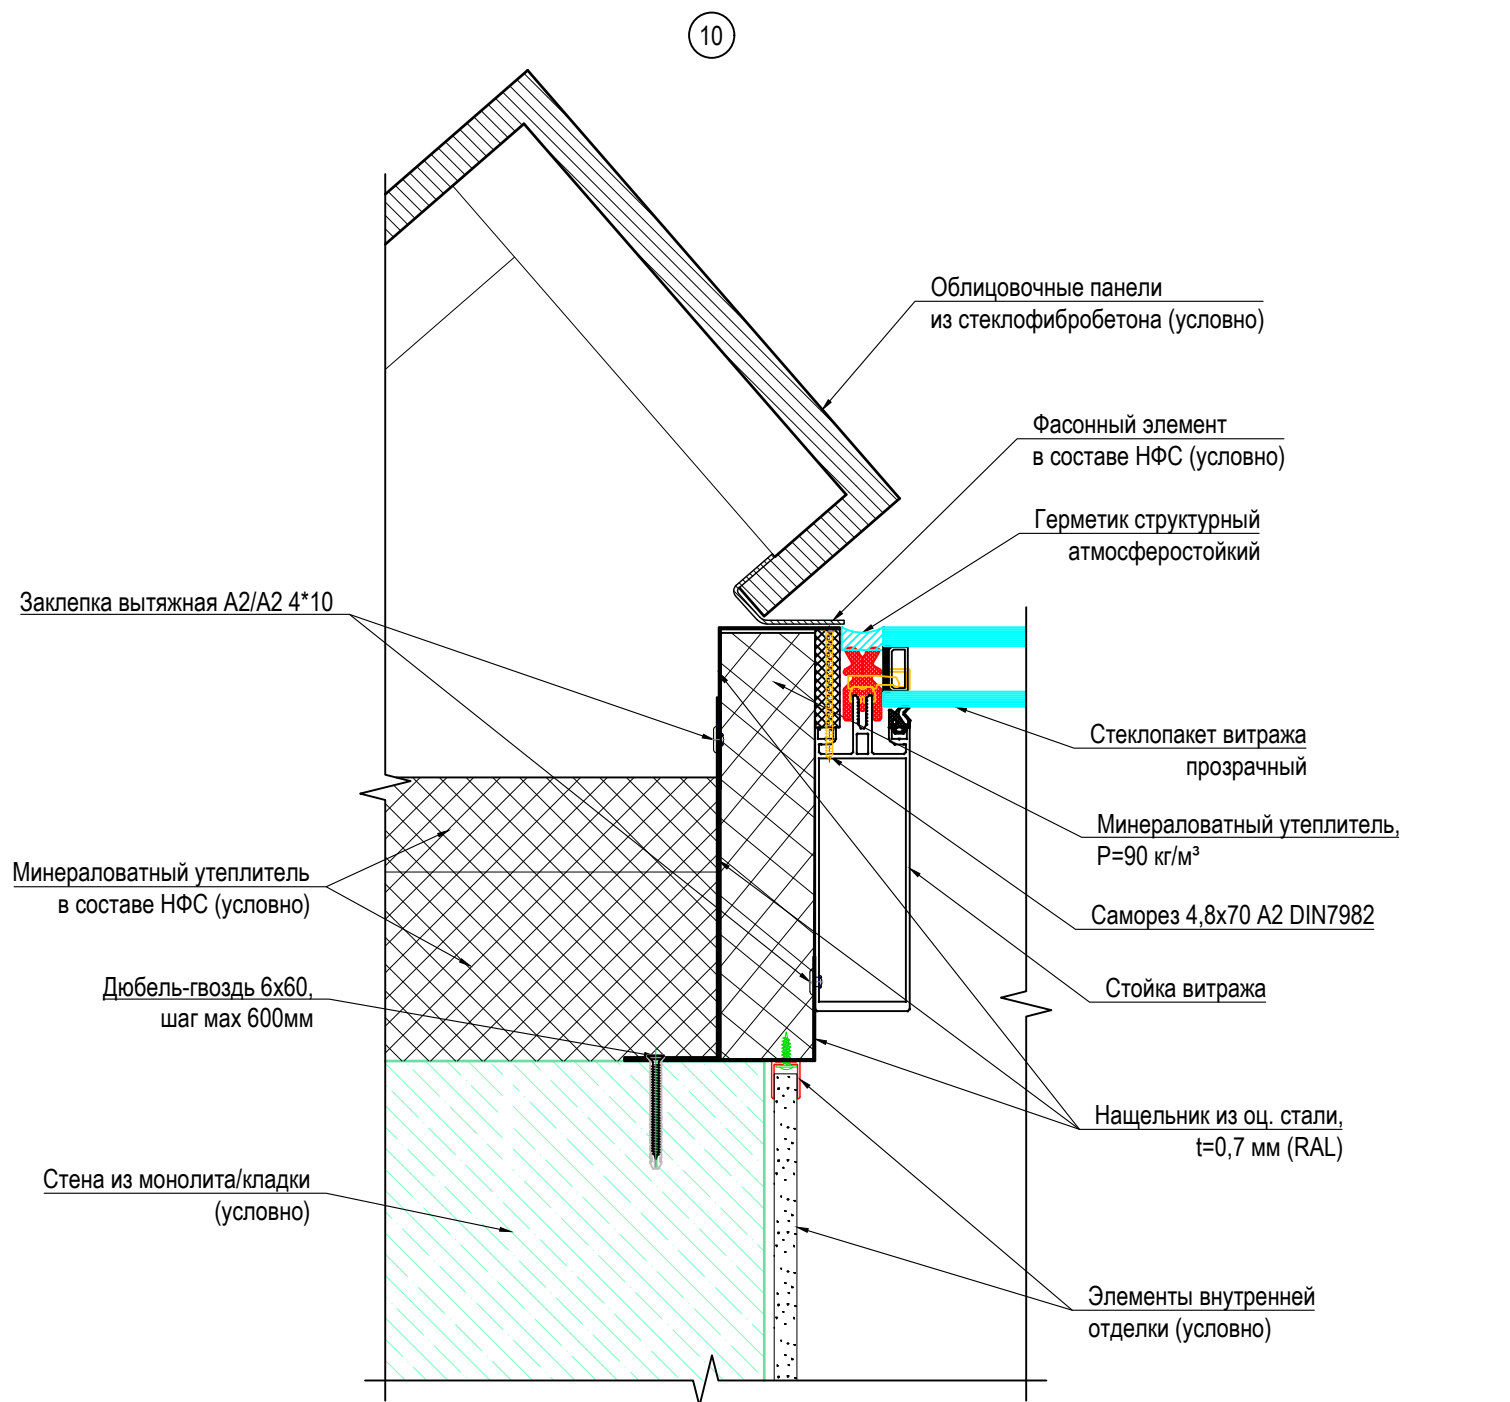 10
Облицовочные панели
из стеклофибробетона (условно)
Фасонный элемент
в составе НФС (условно)
Герметик структурный
атмосферостойкий
Заклепка вытяжная А2/А2 4*10
Стеклопакет витража
прозрачный
Минераловатный утеплитель,
Р=90 кг/м³
Минераловатный утеплитель
в составе НФС (условно)
Саморез 4,8х70 А2 DIN7982
Дюбель-гвоздь 6х60,
шаг мах 600мм
Стойка витража
Нащельник из оц. стали,
t=0,7 мм (RAL)
Стена из монолита/кладки
(условно)
Элементы внутренней
отделки (условно)